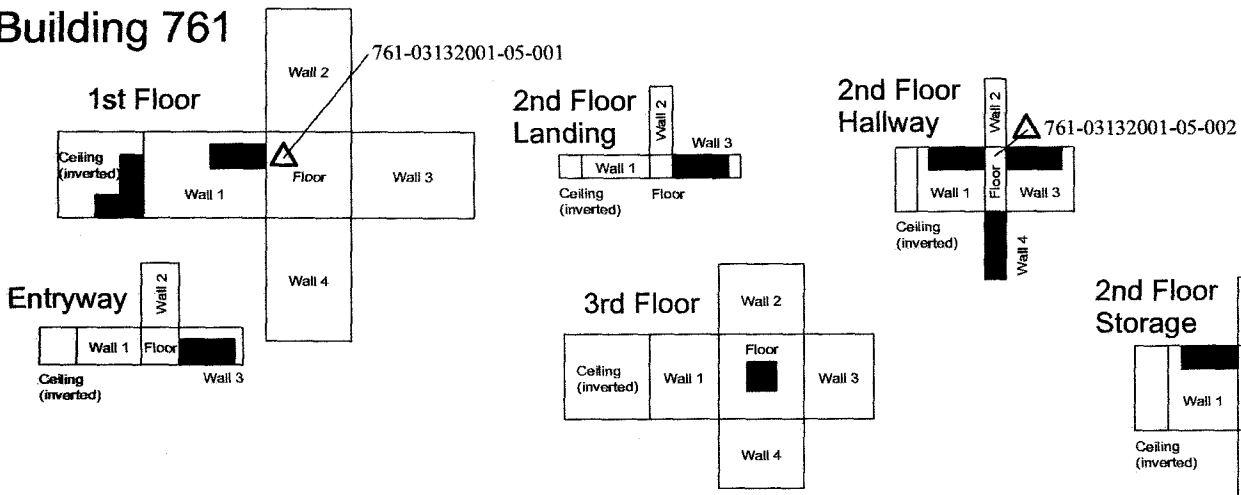 Building 761
1st Floor
Wall 2
761-03132001-05-001
Ceiling
(inverted)
Wall 1
Floor
Wall 3
Wall 4
2nd Floor
Landing
Wall 2
Wall 3
Wall 1
Ceiling
(inverted)
Floor
2nd Floor
Hallway
Wall 2
761-03132001-05-002
Wall 1
Floor
Wall 3
Ceiling
(inverted)
Wall 4
Entryway
Wall 2
Wall 1
Floor
Ceiling
(inverted)
Wall 3
3rd Floor
Wall 2
Floor
Ceiling
(inverted)
Wall 1
Wall 3
Wall 4
2nd Floor
Storage
Wall 1
Ceiling
(inverted)